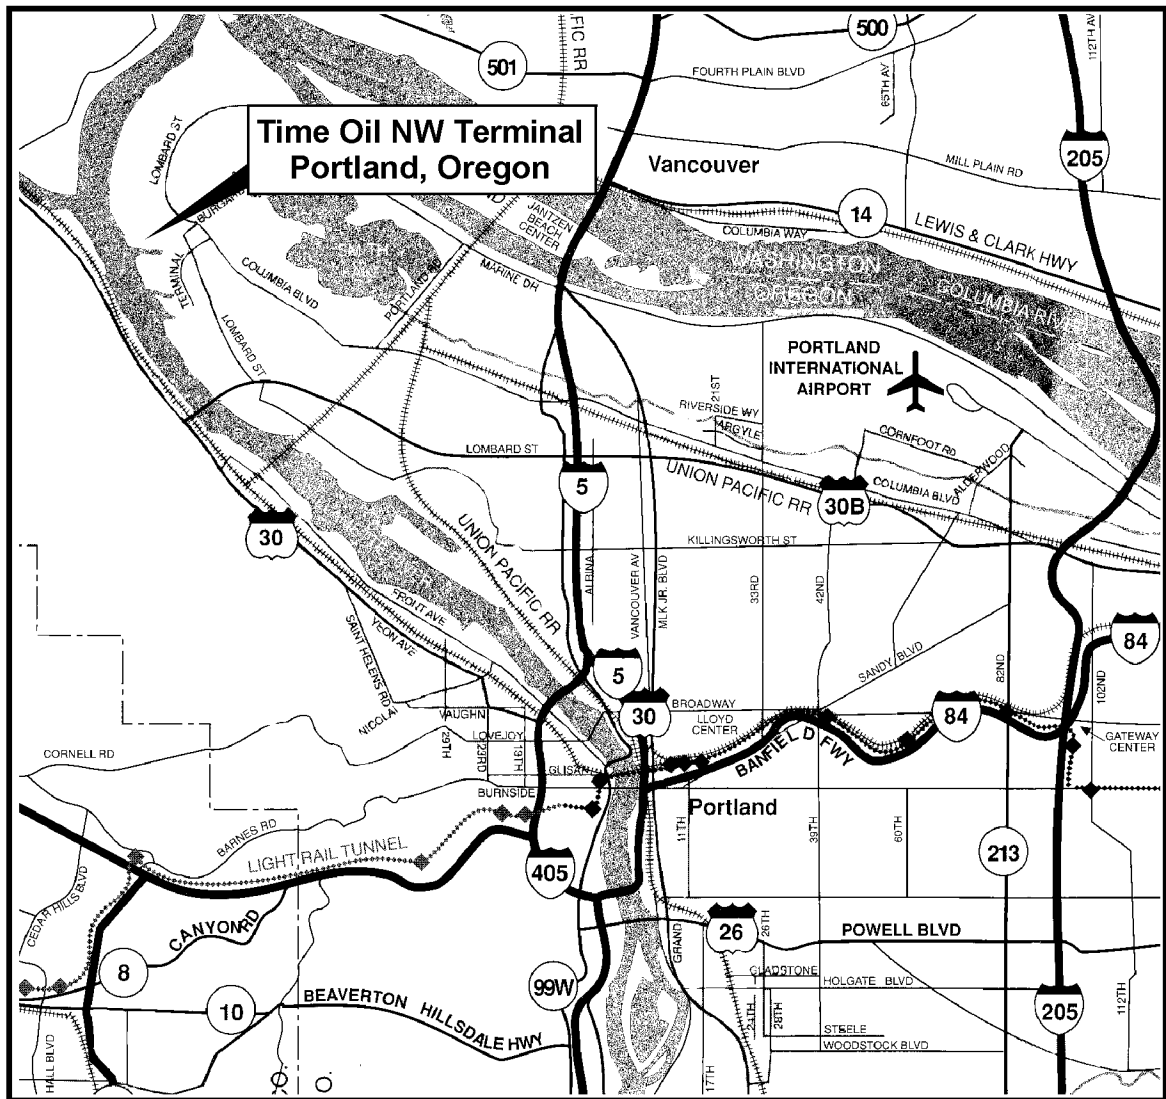 500
501
PACIFIC RR
112TH AV
FOURTH PLAIN BLVD
65TH AV
Time Oil NW Terminal
Portland, Oregon
LOMBARD ST
205
Vancouver
MILL PLAIN RD
JANTZEN
BEACH
CENTER
14
LEWIS & CLARK HWY
COLUMBIA WAY
WASHINGTON
OREGON
COLUMBIA RIVER
TERMINAL
COLUMBIA BLVD
SMITH
PORTLAND RD
MARINE DR
LOMBARD ST
PORTLAND
INTERNATIONAL
AIRPORT
21ST
RIVERSIDE WY
ARGYLE
CORNFOOT RD
ALDERWOOD
LOMBARD ST
UNION PACIFIC RR
COLUMBIA BLVD
5
30B
30
UNION PACIFIC RR
KILLINGSWORTH ST
ALBINA
VANCOUVER AV
MLK JR. BLVD
33RD
42ND
FRONT AVE
YEON AVE
SAINT HELENS RD
NICOLAI
SANDY BLVD
82ND
102ND
84
5
30
BROADWAY
LLOYD
CENTER
84
GATEWAY
CENTER
VAUGHN
29TH
LOVEJOY
23RD
19TH
GLISAN
BURNSIDE
BANFIELD FWY
CORNELL RD
Portland
11TH
39TH
60TH
BARNES RD
LIGHT RAIL TUNNEL
405
213
CEDAR HILLS BLVD
CANYON RD
8
GRAND
26
26TH
POWELL BLVD
GLADSTONE
HOLGATE BLVD
99W
10
BEAVERTON HILLSDALE HWY
24TH
28TH
STEELE
WOODSTOCK BLVD
205
112TH
HALL BLVD
17TH